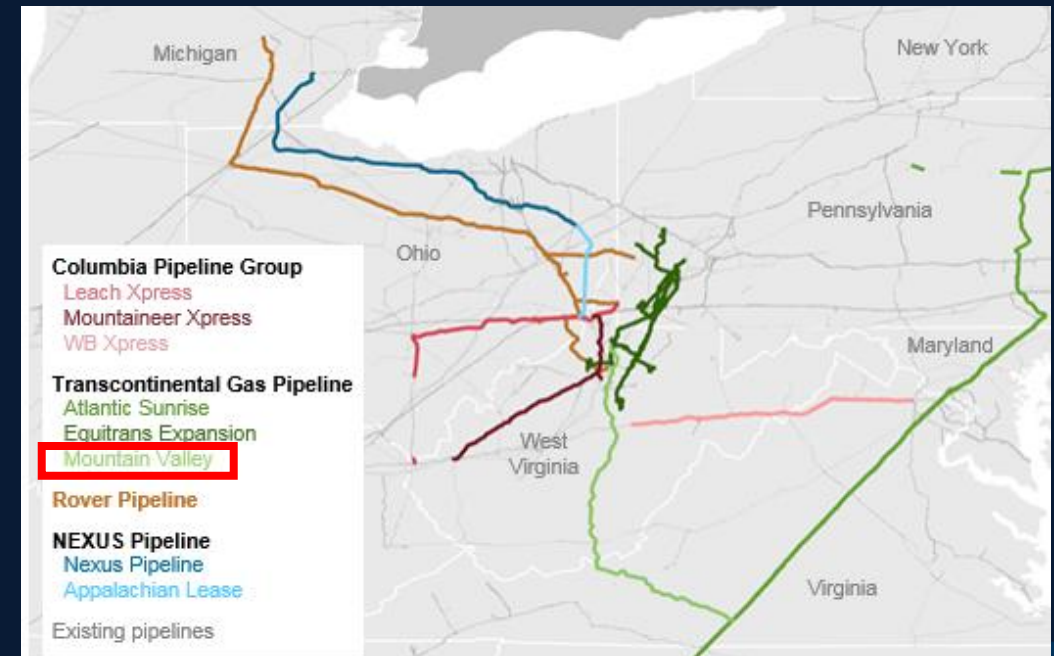 Michigan
New York
Pennsylvania
Ohio
Maryland
West
Virginia
Virginia
Columbia Pipeline Group
Leach Xpress
Mountaineer Xpress
WB Xpress
Transcontinental Gas Pipeline
Atlantic Sunrise
Equitrans Expansion
Mountain Valley
Rover Pipeline
NEXUS Pipeline
Nexus Pipeline
Appalachian Lease
Existing pipelines